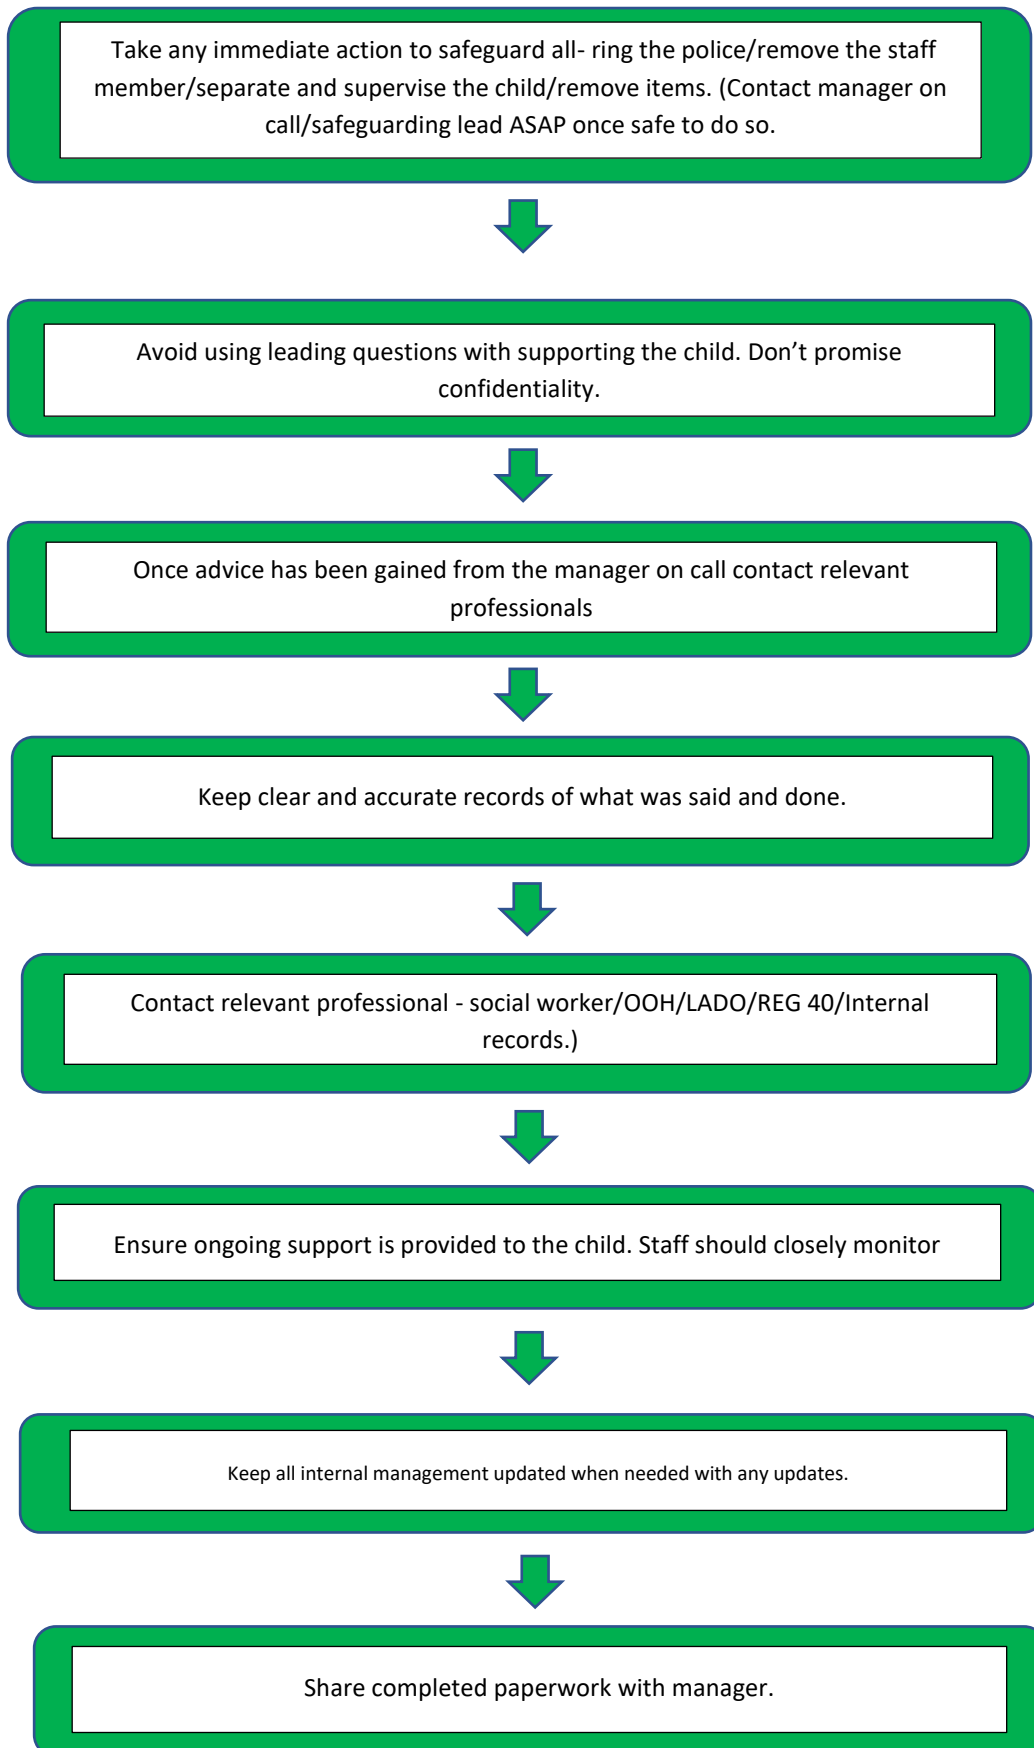 Take any immediate action to safeguard all- ring the police/remove the staff
member/separate and supervise the child/remove items. (Contact manager on
call/safeguarding lead ASAP once safe to do so.
Avoid using leading questions with supporting the child. Don’t promise
confidentiality.
Once advice has been gained from the manager on call contact relevant
professionals
Keep clear and accurate records of what was said and done.
Contact relevant professional - social worker/OOH/LADO/REG 40/Internal
records.)
Ensure ongoing support is provided to the child. Staff should closely monitor
Keep all internal management updated when needed with any updates.
Share completed paperwork with manager.